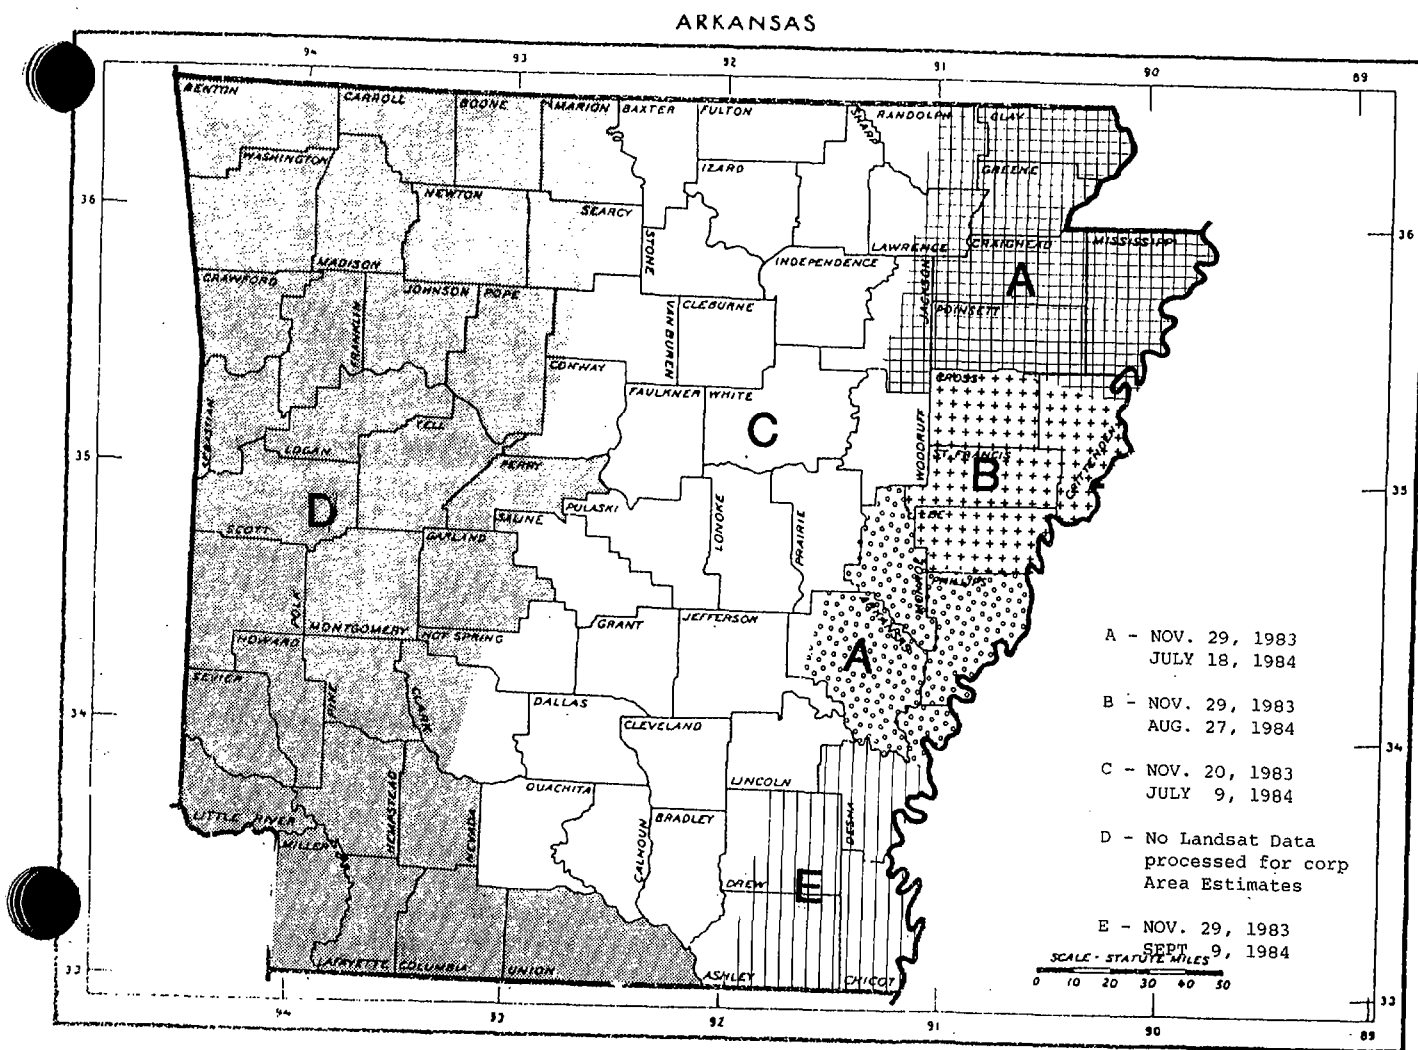 ARKANSAS
94 93 92 91 90 89
BENTON CARROLL BOONE MARION BAXTER FULTON SHARP RANDOLPH CLAY
WASHINGTON IZARD GREENE
36 NEWTON SEARCY 36
STONE LAWRENCE CRAIGHEAD MISSISSIPPI
MADISON INDEPENDENCE
CRAWFORD JOHNSON POPE JACKSON A
FRANKLIN VAN BUREN CLEBURNE POINSETT
CONWAY CROSS
FAULKNER WHITE
SEBASTIAN YELL C WOODRUFF CRITTENDEN
35 LOGAN PERRY ST. FRANCIS B 35
D PULASKI LONOKE PRAIRIE LEE
SCOTT SALINE
GARLAND MONROE PHILLIPS
POLK MONTGOMERY HOT SPRING GRANT JEFFERSON ARKANSAS
HOWARD A
SEVIER PIKE CLARK DALLAS
34 CLEVELAND 34
HEMPSTEAD OUACHITA LINCOLN
LITTLE RIVER NEVADA CALHOUN BRADLEY DESHA
MILLER
DREW E
33 LAFAYETTE COLUMBIA UNION ASHLEY CHICOT 33
A - NOV. 29, 1983
JULY 18, 1984
B - NOV. 29, 1983
AUG. 27, 1984
C - NOV. 20, 1983
JULY 9, 1984
D - No Landsat Data
processed for corp
Area Estimates
E - NOV. 29, 1983
SEPT 9, 1984
SCALE - STATUTE MILES
0 10 20 30 40 50
94 93 92 91 90 89